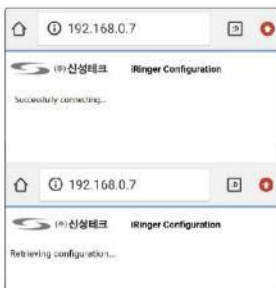 192.168.0.7
(주)신성테크 iRinger Configuration
Successfully connecting...
192.168.0.7
(주)신성테크 iRinger Configuration
Retrieving configuration...